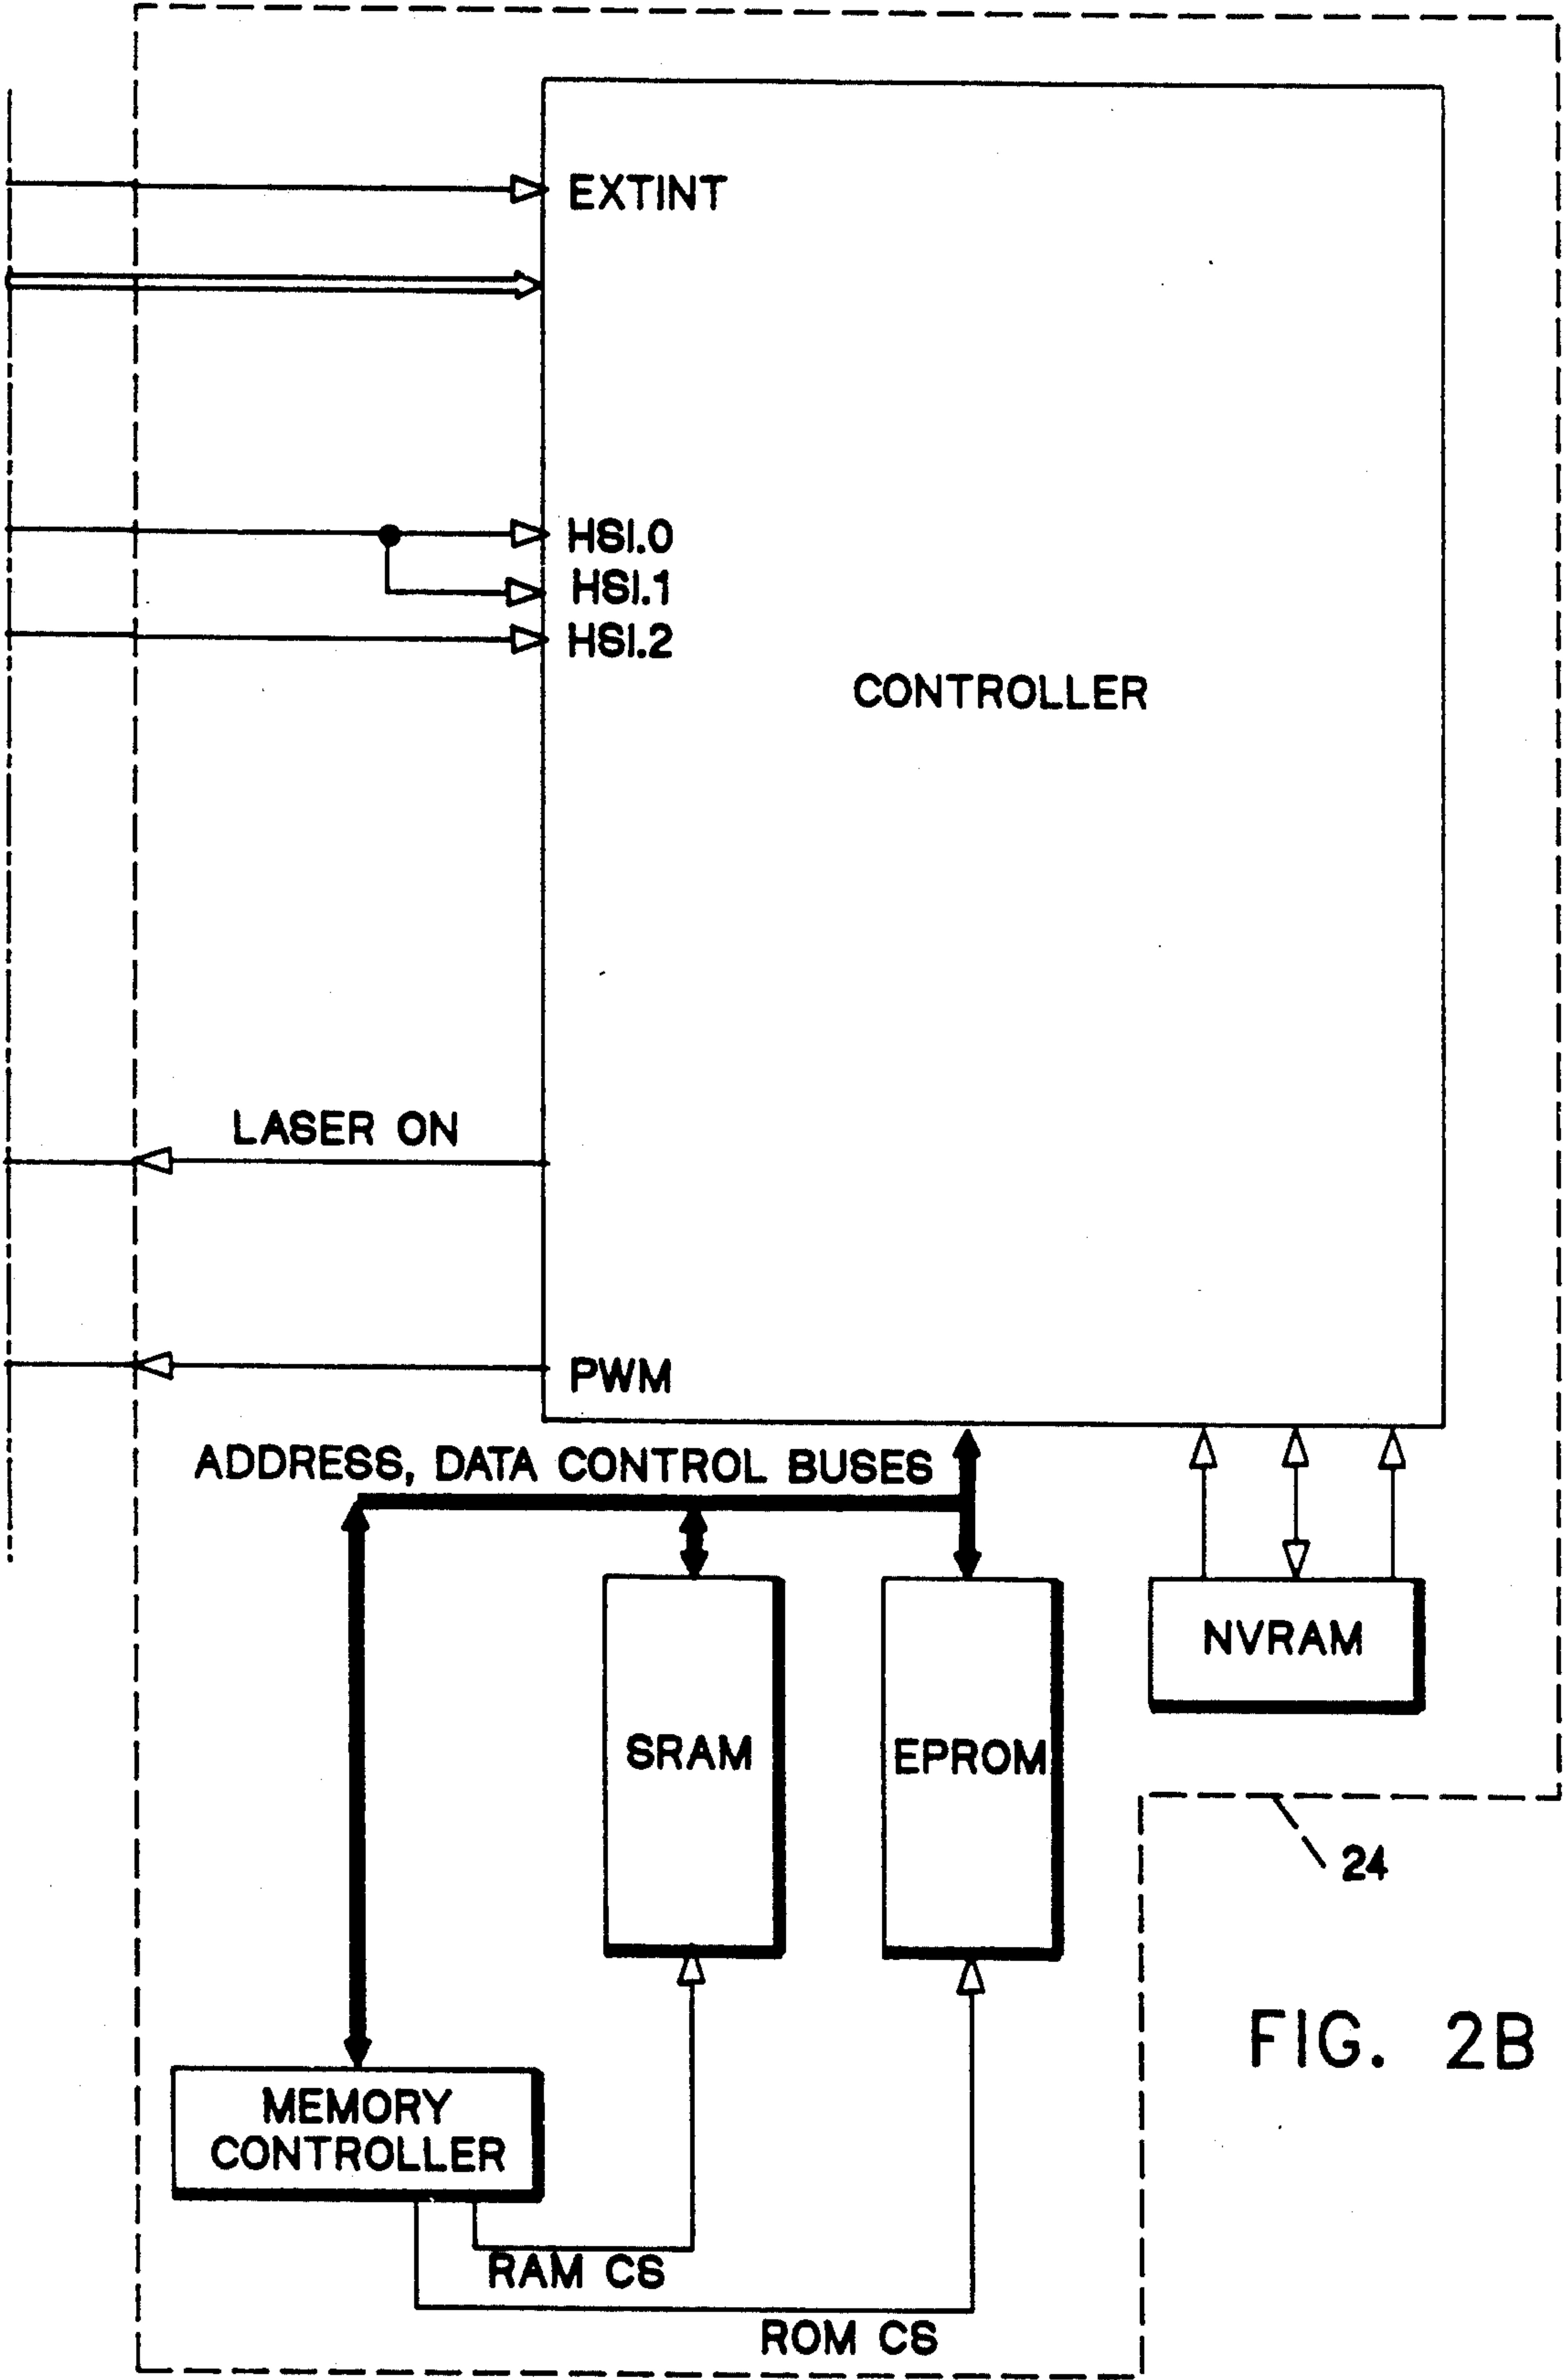 EXTINT
HSI.0
HSI.1
HSI.2
CONTROLLER
LASER ON
PWM
ADDRESS, DATA CONTROL BUSES
NVRAM
SRAM
EPROM
24
FIG. 2B
MEMORY
CONTROLLER
RAM CS
ROM CS